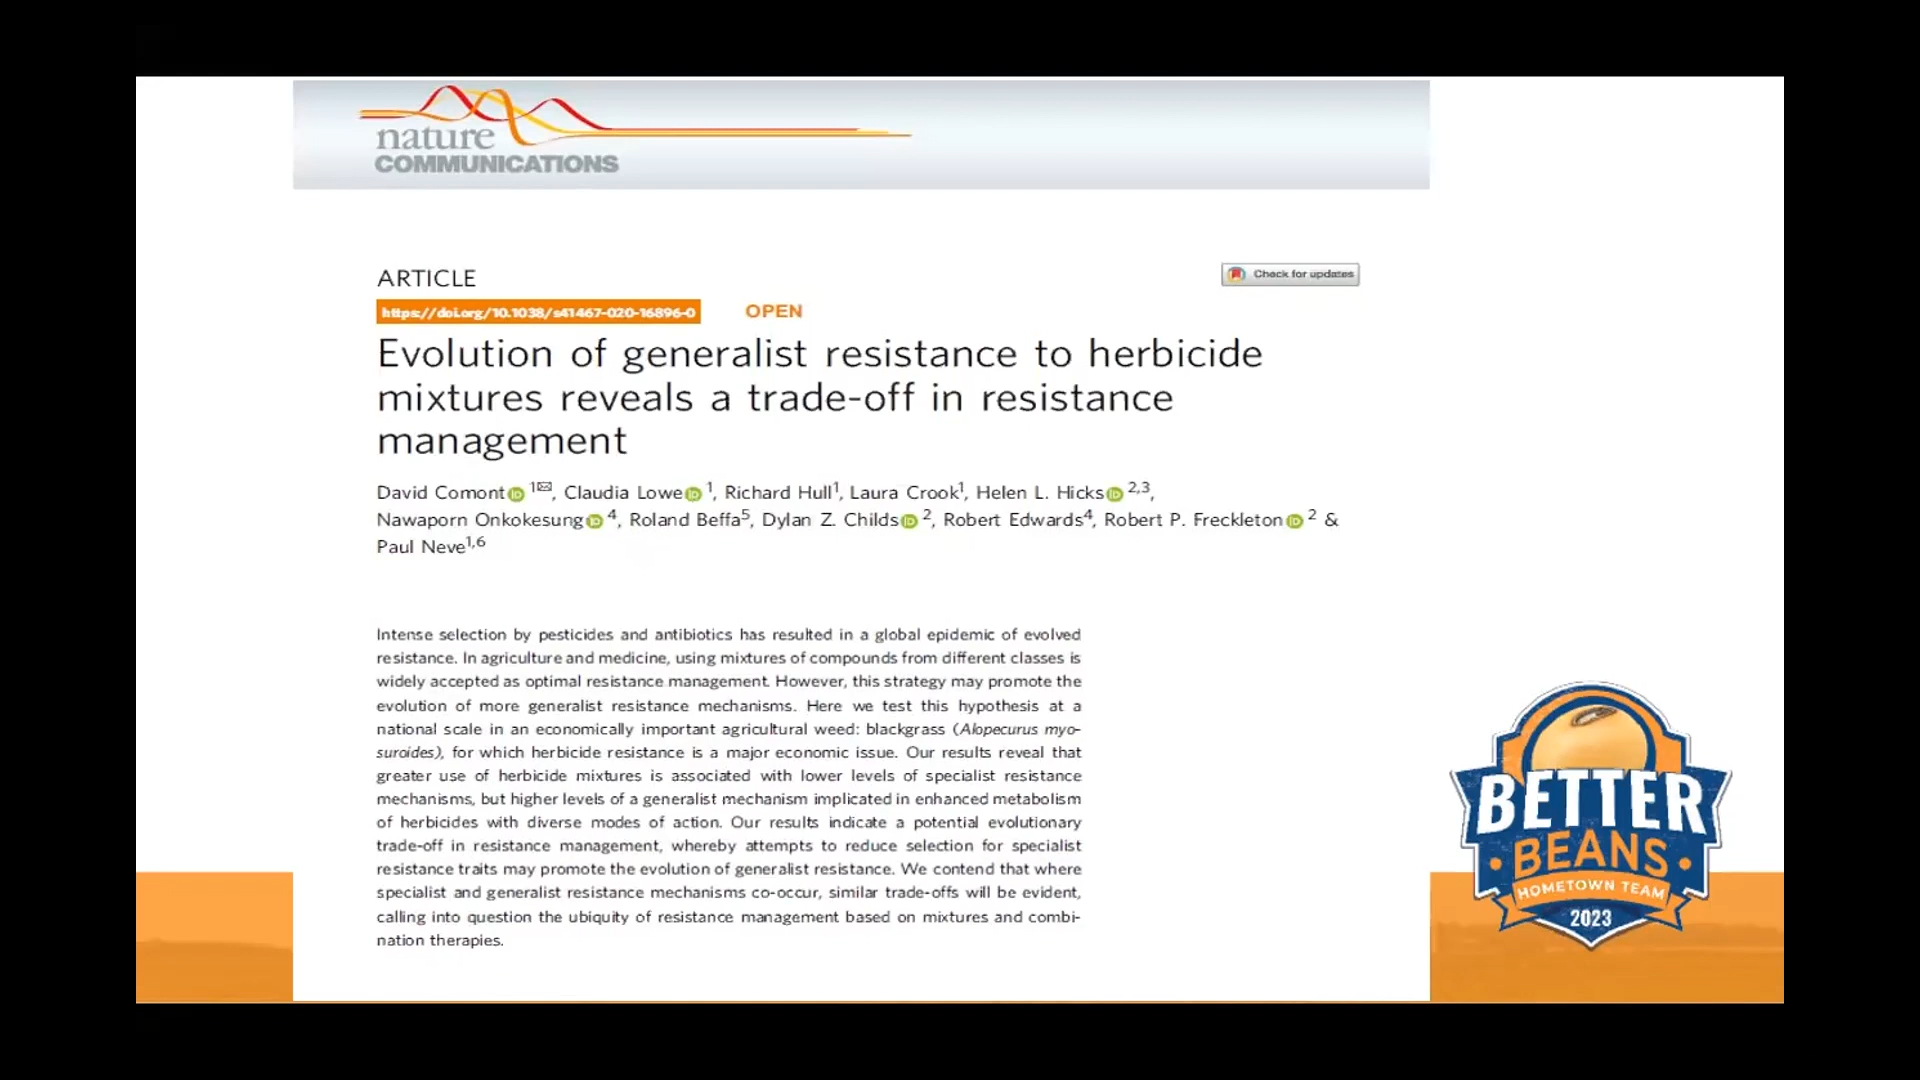 nature
COMMUNICATIONS
ARTICLE
Check for updates
https://doi.org/10.1038/s41467-020-16896-0 OPEN
Evolution of generalist resistance to herbicide
mixtures reveals a trade-off in resistance
management
David Comont iD 1✉, Claudia Lowe iD 1, Richard Hull1, Laura Crook1, Helen L. Hicks iD 2,3,
Nawaporn Onkokesung iD 4, Roland Beffa5, Dylan Z. Childs iD 2, Robert Edwards4, Robert P. Freckleton iD 2 &
Paul Neve1,6
Intense selection by pesticides and antibiotics has resulted in a global epidemic of evolved
resistance. In agriculture and medicine, using mixtures of compounds from different classes is
widely accepted as optimal resistance management. However, this strategy may promote the
evolution of more generalist resistance mechanisms. Here we test this hypothesis at a
national scale in an economically important agricultural weed: blackgrass (Alopecurus myo-
suroides), for which herbicide resistance is a major economic issue. Our results reveal that
greater use of herbicide mixtures is associated with lower levels of specialist resistance
mechanisms, but higher levels of a generalist mechanism implicated in enhanced metabolism
of herbicides with diverse modes of action. Our results indicate a potential evolutionary
trade-off in resistance management, whereby attempts to reduce selection for specialist
resistance traits may promote the evolution of generalist resistance. We contend that where
specialist and generalist resistance mechanisms co-occur, similar trade-offs will be evident,
calling into question the ubiquity of resistance management based on mixtures and combi-
nation therapies.
BETTER
BEANS
HOMETOWN TEAM
2023